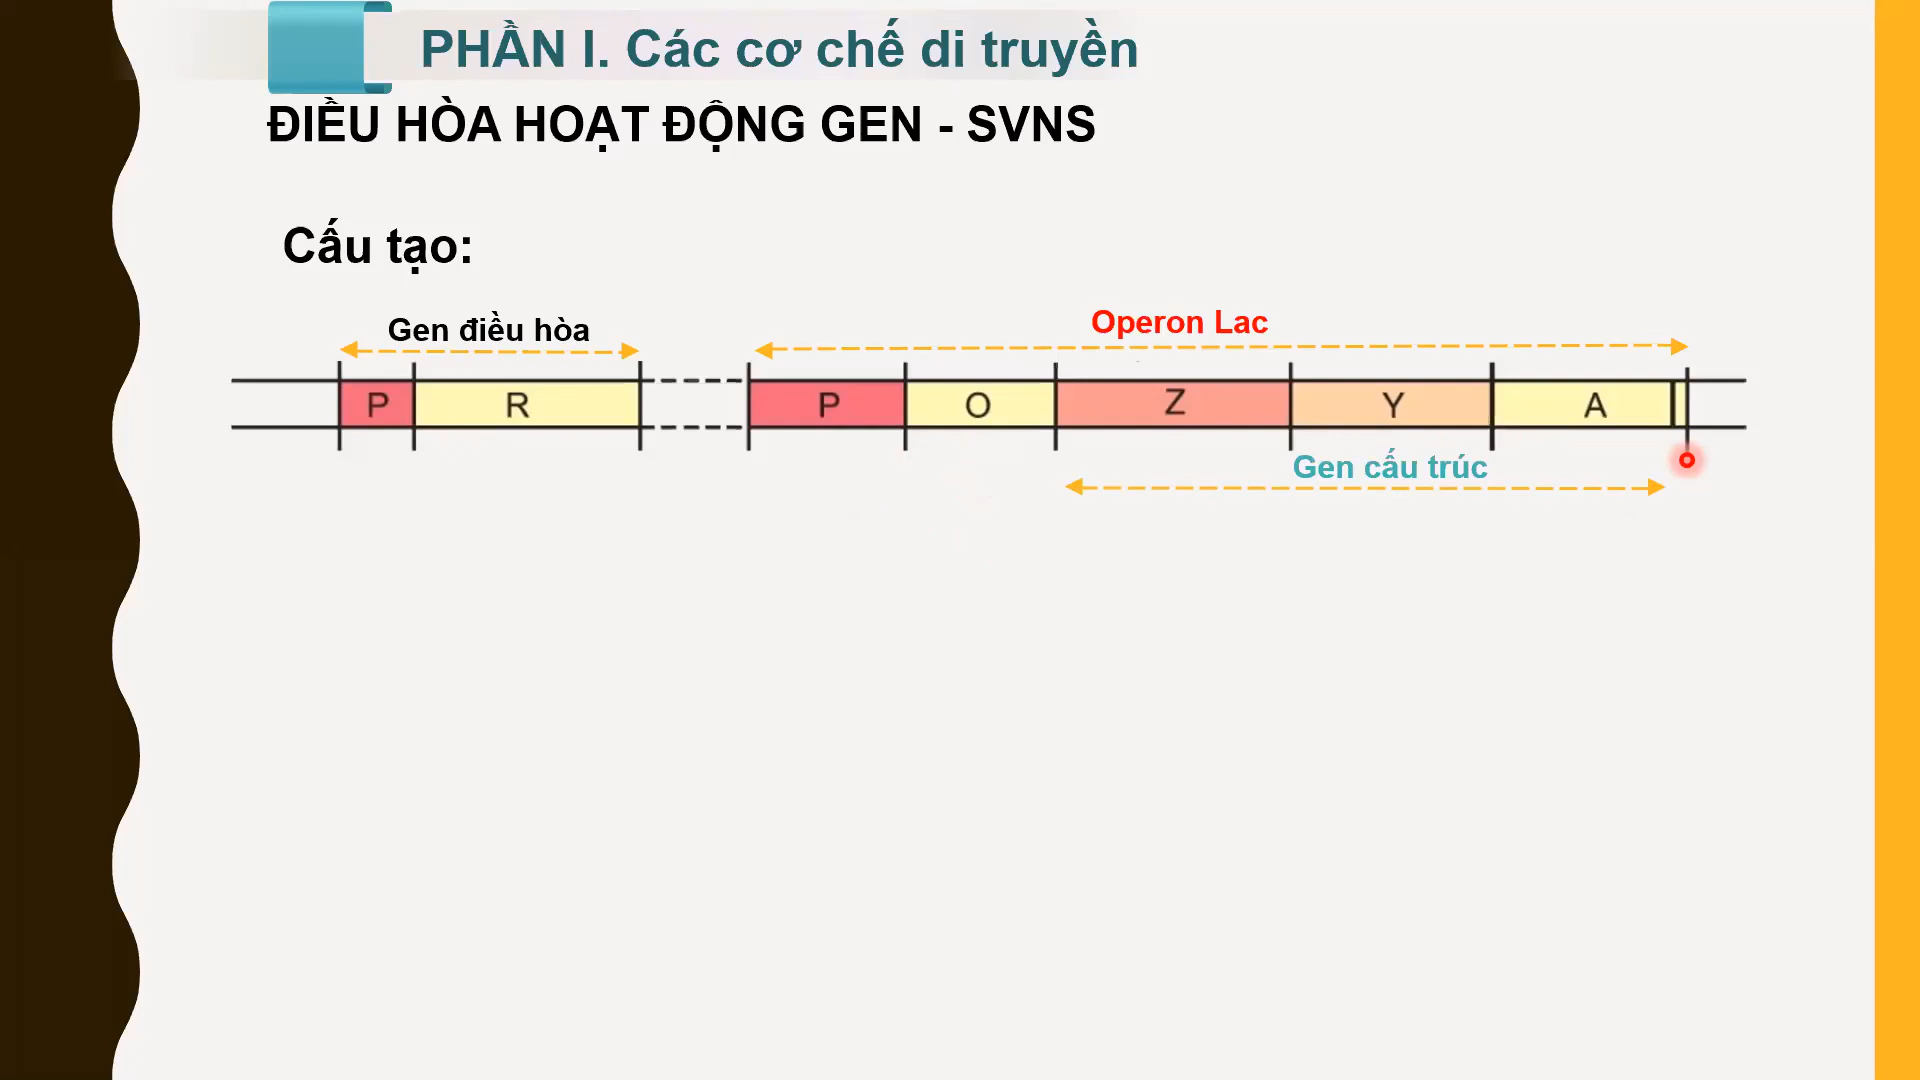 PHẦN I. Các cơ chế di truyền
ĐIỀU HÒA HOẠT ĐỘNG GEN - SVNS
Cấu tạo:
Gen điều hòa
Operon Lac
P R P O Z Y A
Gen cấu trúc